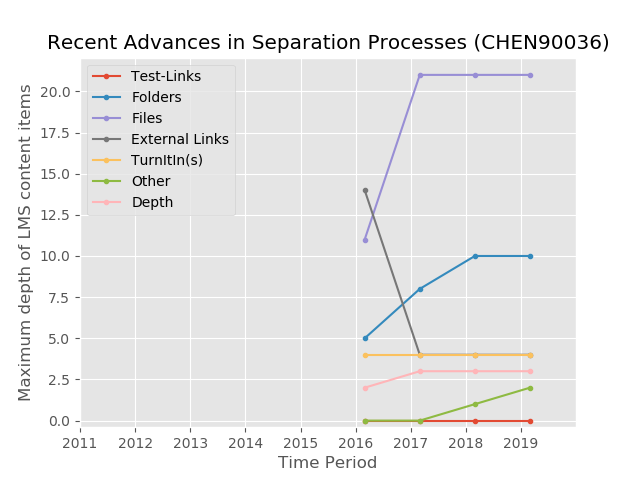 Recent Advances in Separation Processes (CHEN90036)
Test-Links
Folders
Files
External Links
TurnItIn(s)
Other
Depth
Maximum depth of LMS content items
20.0
17.5
15.0
12.5
10.0
7.5
5.0
2.5
0.0
2011 2012 2013 2014 2015 2016 2017 2018 2019
Time Period